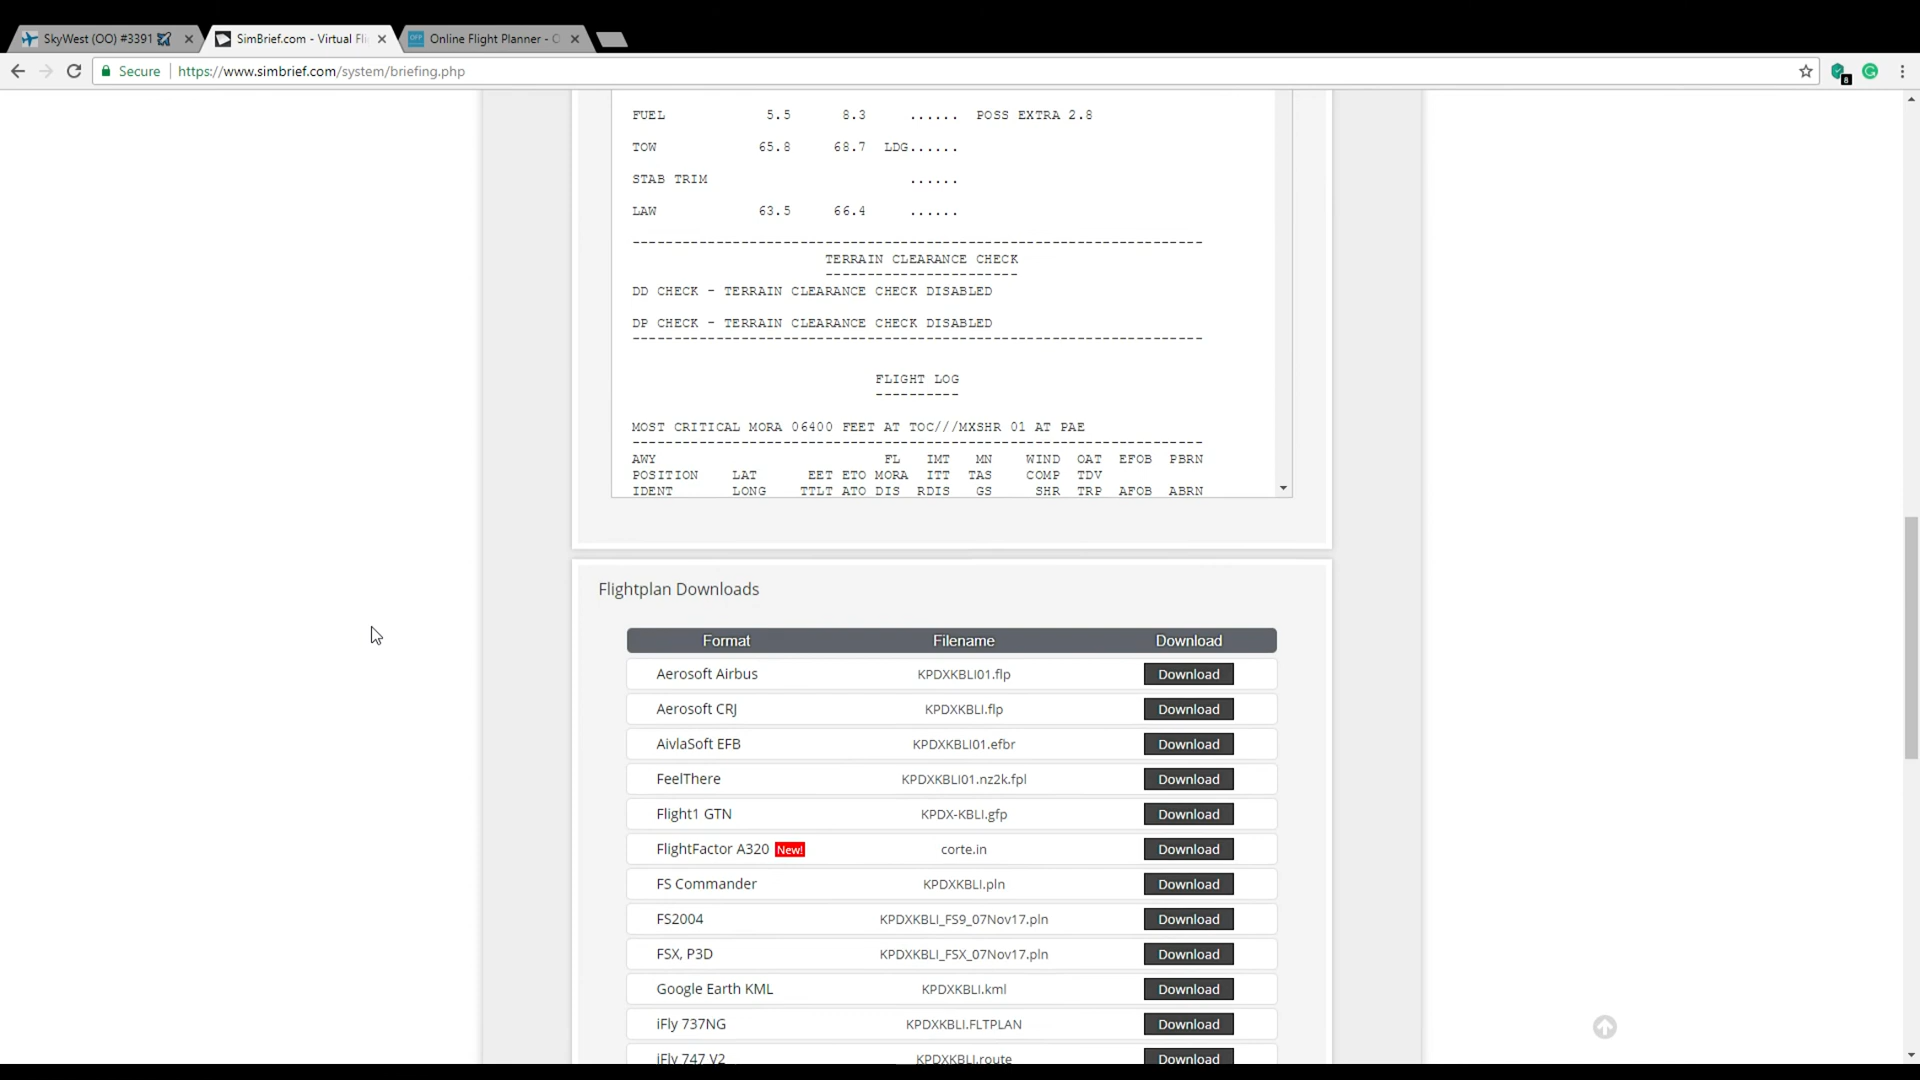 SkyWest (OO) #3391
SimBrief.com - Virtual Fli
OFP
Online Flight Planner - O
Secure
https://www.simbrief.com/system/briefing.php
8
FUEL 5.5 8.3 ...... POSS EXTRA 2.8
TOW 65.8 68.7 LDG......
STAB TRIM ......
LAW 63.5 66.4 ......
--------------------------------------------------------------------
TERRAIN CLEARANCE CHECK
-----------------------
DD CHECK - TERRAIN CLEARANCE CHECK DISABLED
DP CHECK - TERRAIN CLEARANCE CHECK DISABLED
--------------------------------------------------------------------
FLIGHT LOG
----------
MOST CRITICAL MORA 06400 FEET AT TOC///MXSHR 01 AT PAE
--------------------------------------------------------------------
AWY FL IMT MN WIND OAT EFOB PBRN
POSITION LAT EET ETO MORA ITT TAS COMP TDV
IDENT LONG TTLT ATO DIS RDIS GS SHR TRP AFOB ABRN
Flightplan Downloads
Format Filename Download
Aerosoft Airbus KPDXKBLI01.flp Download
Aerosoft CRJ KPDXKBLI.flp Download
AivlaSoft EFB KPDXKBLI01.efbr Download
FeelThere KPDXKBLI01.nz2k.fpl Download
Flight1 GTN KPDX-KBLI.gfp Download
FlightFactor A320 New! corte.in Download
FS Commander KPDXKBLI.pln Download
FS2004 KPDXKBLI_FS9_07Nov17.pln Download
FSX, P3D KPDXKBLI_FSX_07Nov17.pln Download
Google Earth KML KPDXKBLI.kml Download
iFly 737NG KPDXKBLI.FLTPLAN Download
iFly 747 V2 KPDXKBLI.route Download